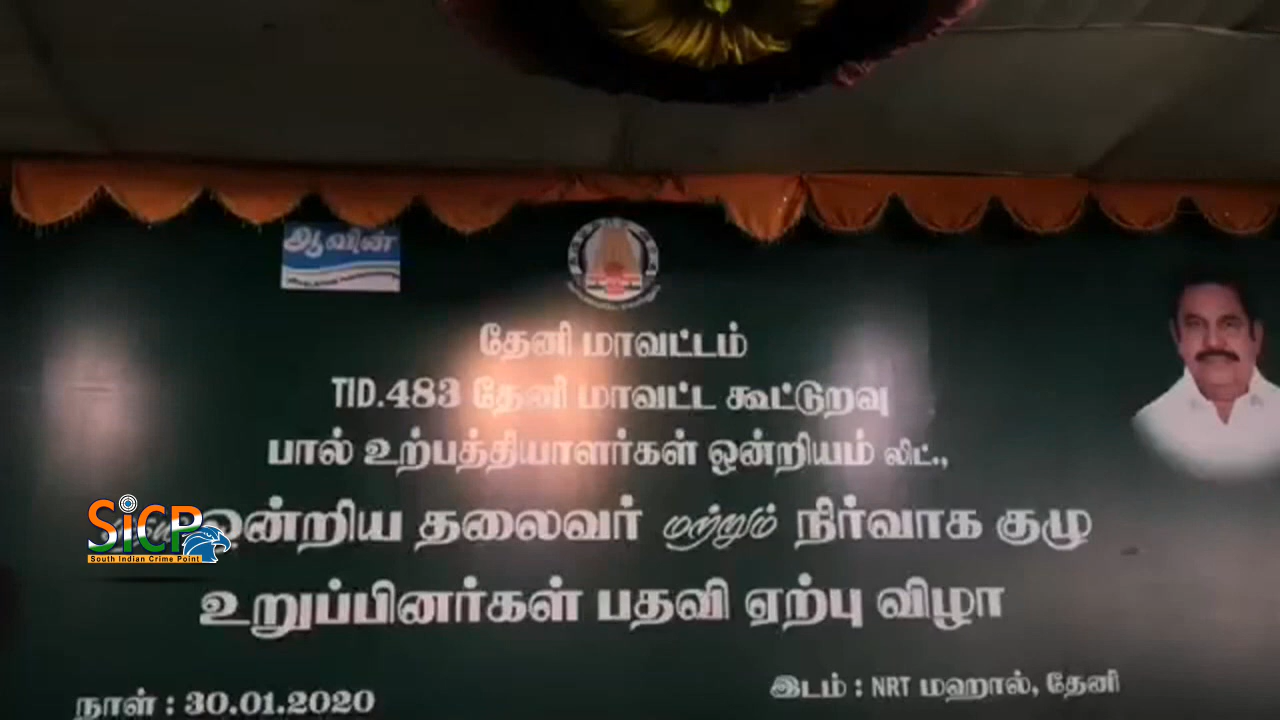 ஆவின்
தேனி மாவட்டம்
TID.483 தேனி மாவட்ட கூட்டுறவு
பால் உற்பத்தியாளர்கள் ஒன்றியம் லிட்.,
ஒன்றிய தலைவர் மற்றும் நிர்வாக குழு
SiCP
South Indian Crime Point
உறுப்பினர்கள் பதவி ஏற்பு விழா
நாள் : 30.01.2020
இடம் : NRT மஹால், தேனி